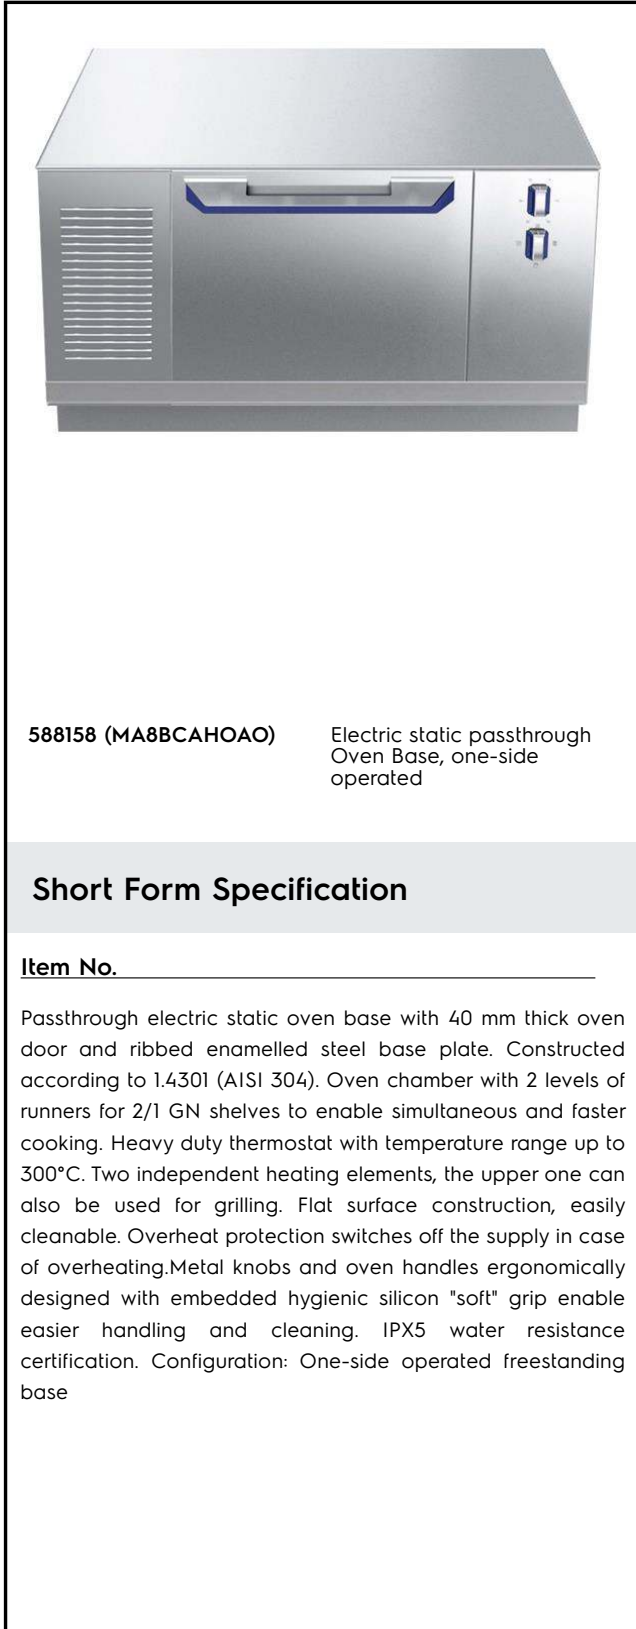 588158 (MA8BCAHOAO)
Electric static passthrough
Oven Base, one-side
operated
Short Form Specification
Item No.
Passthrough electric static oven base with 40 mm thick oven
door and ribbed enamelled steel base plate. Constructed
according to 1.4301 (AISI 304). Oven chamber with 2 levels of
runners for 2/1 GN shelves to enable simultaneous and faster
cooking. Heavy duty thermostat with temperature range up to
300°C. Two independent heating elements, the upper one can
also be used for grilling. Flat surface construction, easily
cleanable. Overheat protection switches off the supply in case
of overheating.Metal knobs and oven handles ergonomically
designed with embedded hygienic silicon "soft" grip enable
easier handling and cleaning. IPX5 water resistance
certification. Configuration: One-side operated freestanding
base